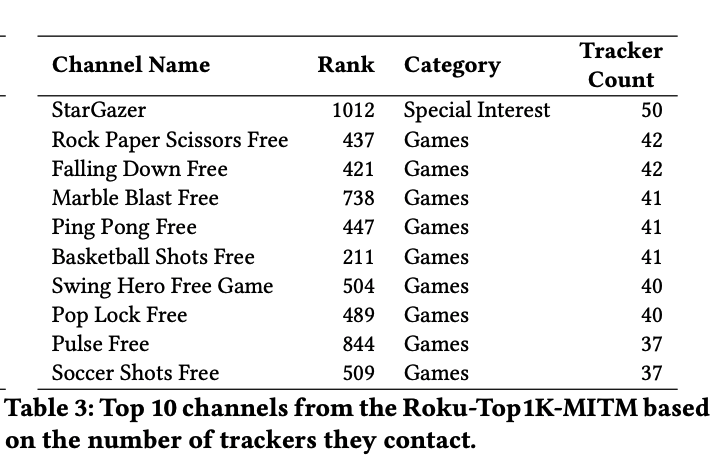 Channel Name Rank Category Tracker Count
StarGazer 1012 Special Interest 50
Rock Paper Scissors Free 437 Games 42
Falling Down Free 421 Games 42
Marble Blast Free 738 Games 41
Ping Pong Free 447 Games 41
Basketball Shots Free 211 Games 41
Swing Hero Free Game 504 Games 40
Pop Lock Free 489 Games 40
Pulse Free 844 Games 37
Soccer Shots Free 509 Games 37
Table 3: Top 10 channels from the Roku-Top1K-MITM based
on the number of trackers they contact.